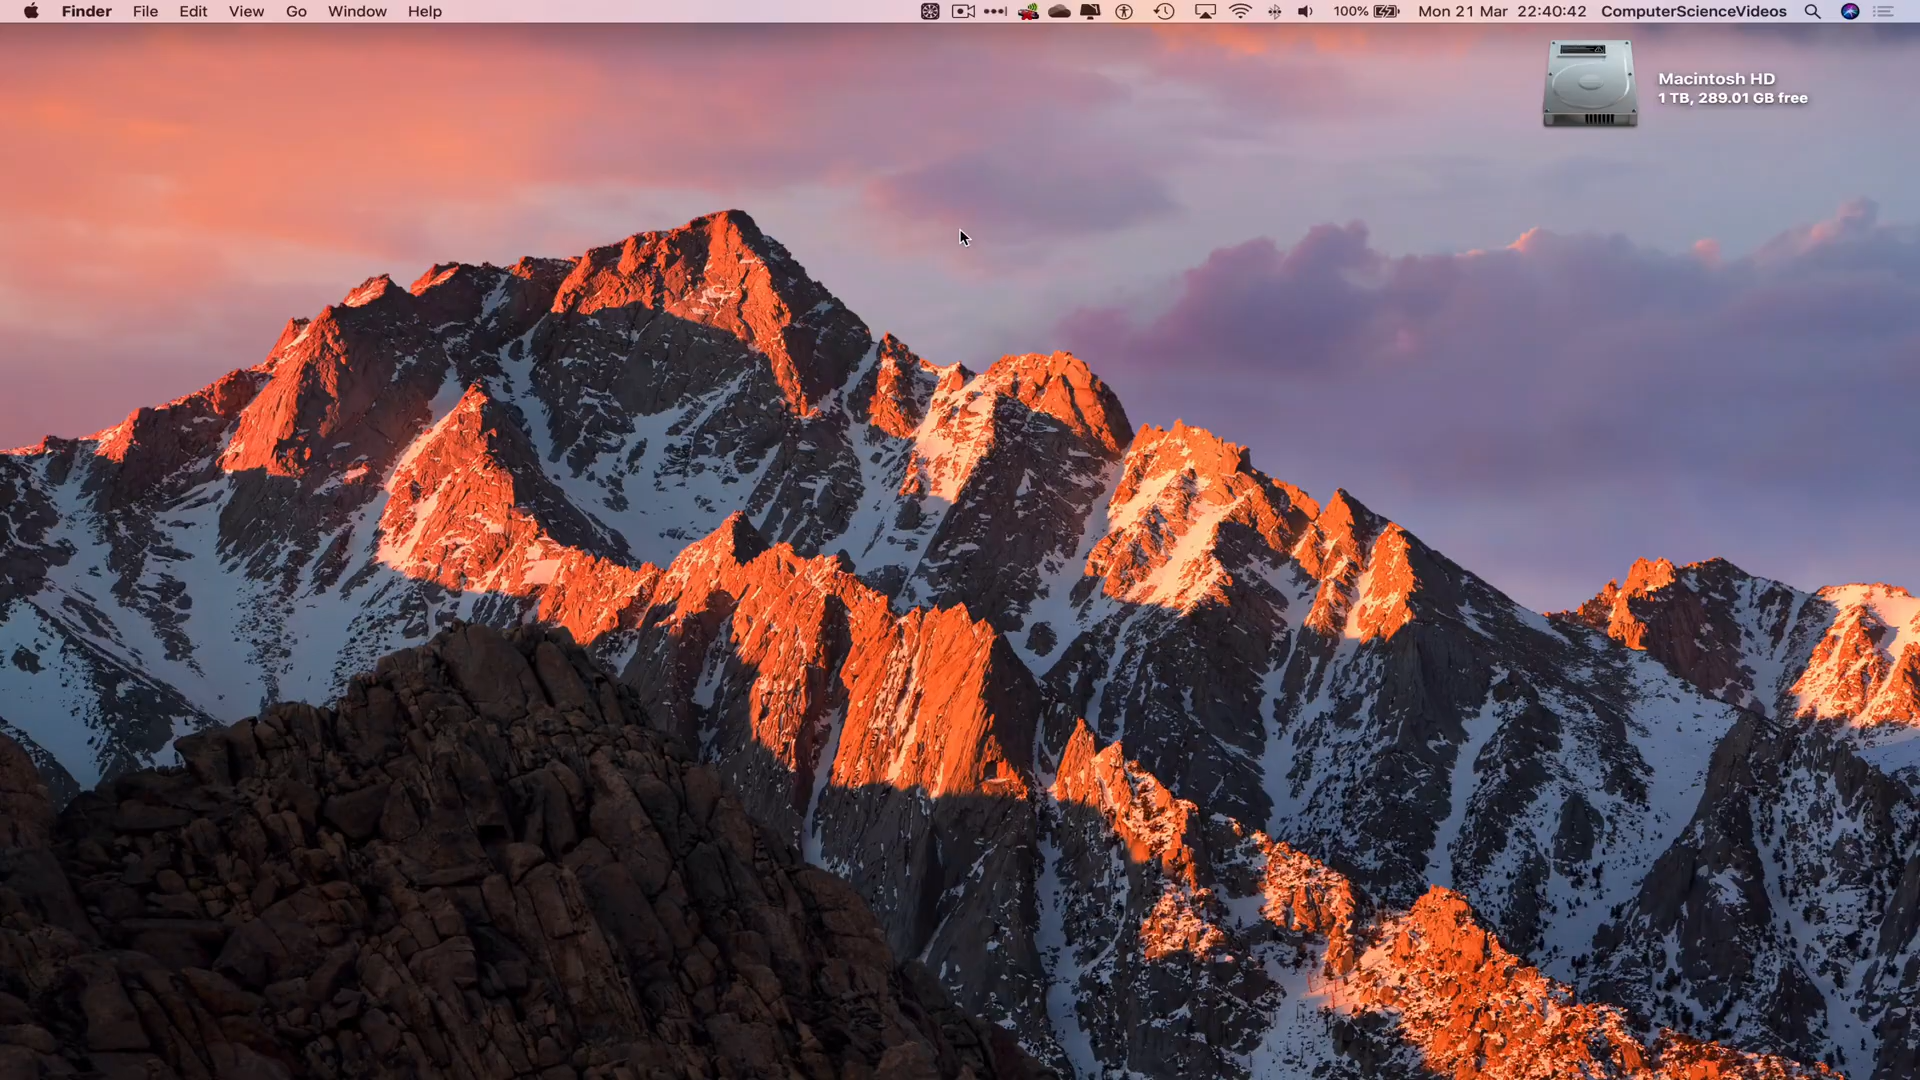 Finder File Edit View Go Window Help 100% Mon 21 Mar 22:40:42 ComputerScienceVideos
Macintosh HD
1 TB, 289.01 GB free